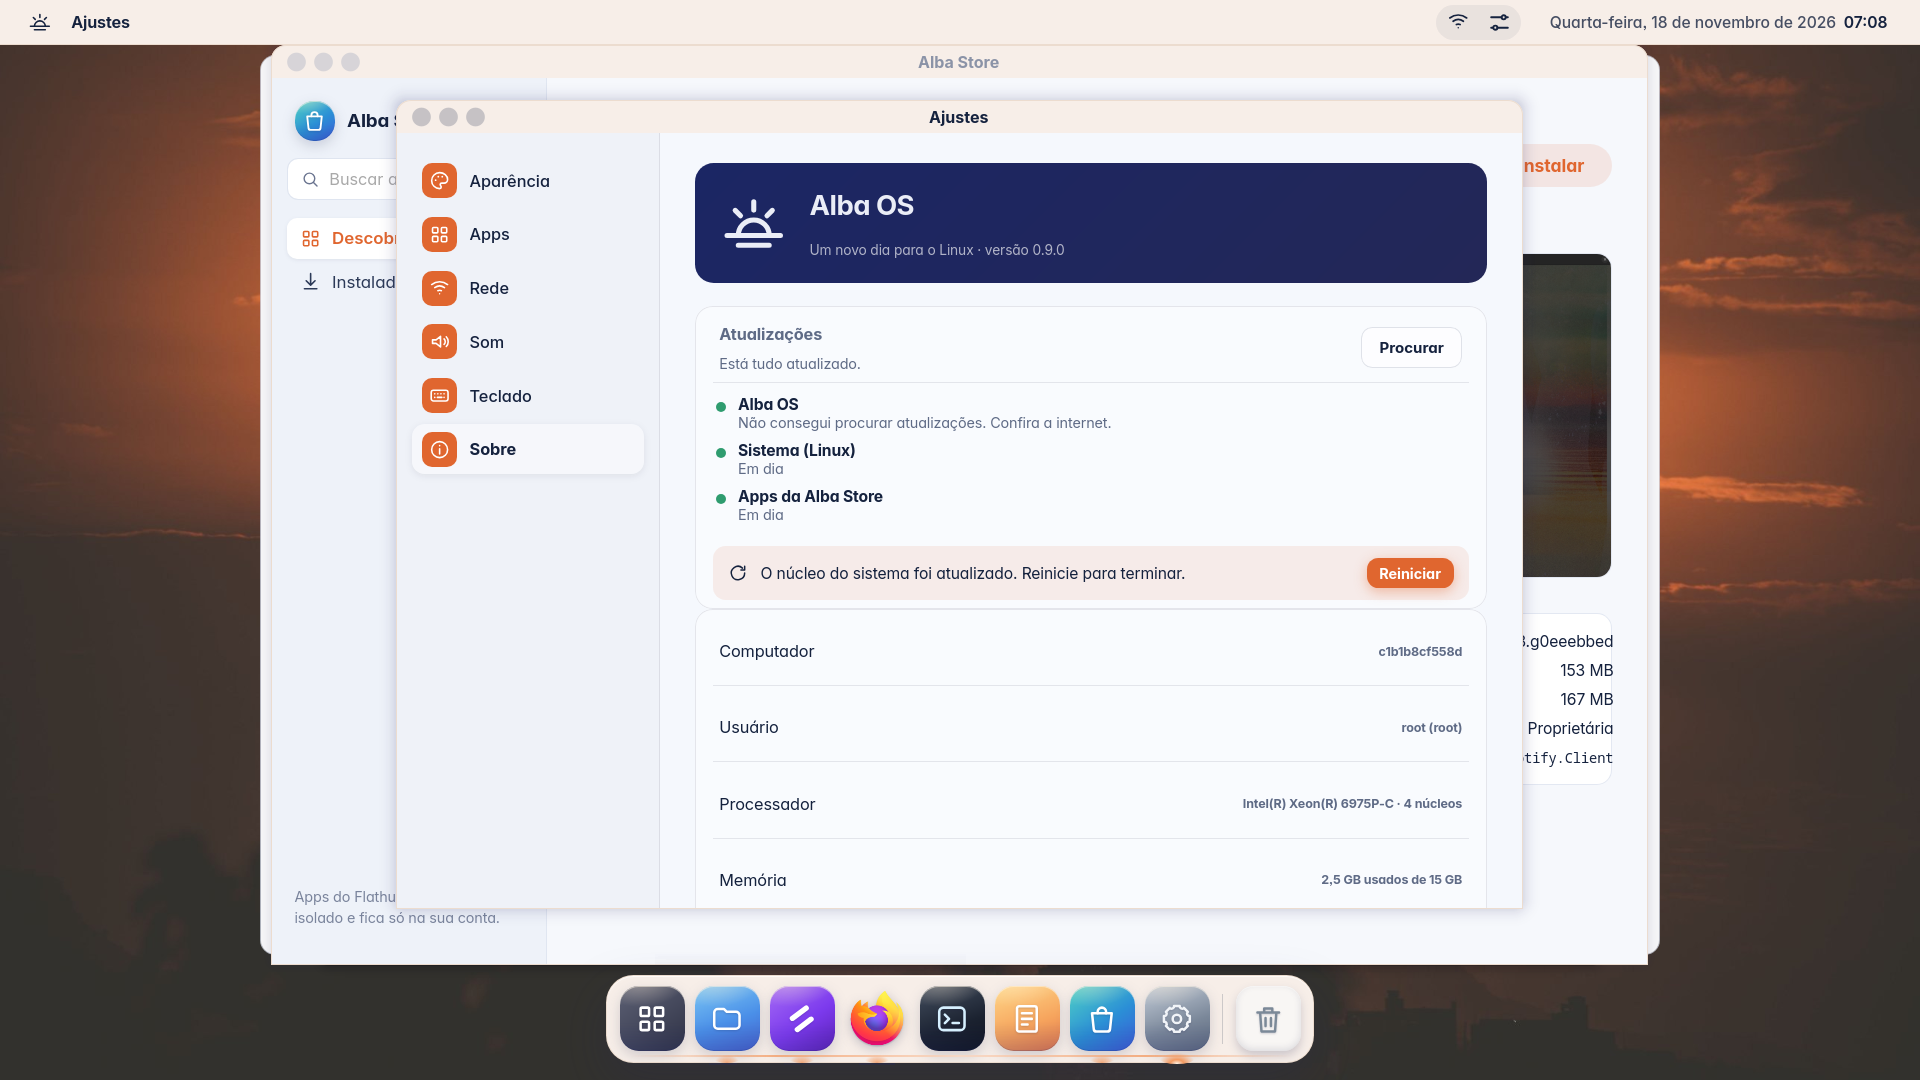 Ajustes
Quarta-feira, 18 de novembro de 2026 07:08
Alba Store
Alba
Buscar
Descobr
Instalad
Apps do Flathu
isolado e fica só na sua conta.
Ajustes
Aparência
Apps
Rede
Som
Teclado
Sobre
Alba OS
Um novo dia para o Linux · versão 0.9.0
Atualizações
Está tudo atualizado.
Procurar
Alba OS
Não consegui procurar atualizações. Confira a internet.
Sistema (Linux)
Em dia
Apps da Alba Store
Em dia
O núcleo do sistema foi atualizado. Reinicie para terminar.
Reiniciar
Computador
c1b1b8cf558d
Usuário
root (root)
Processador
Intel(R) Xeon(R) 6975P-C · 4 núcleos
Memória
2,5 GB usados de 15 GB
nstalar
.g0eeebbed
153 MB
167 MB
Proprietária
tify.Client